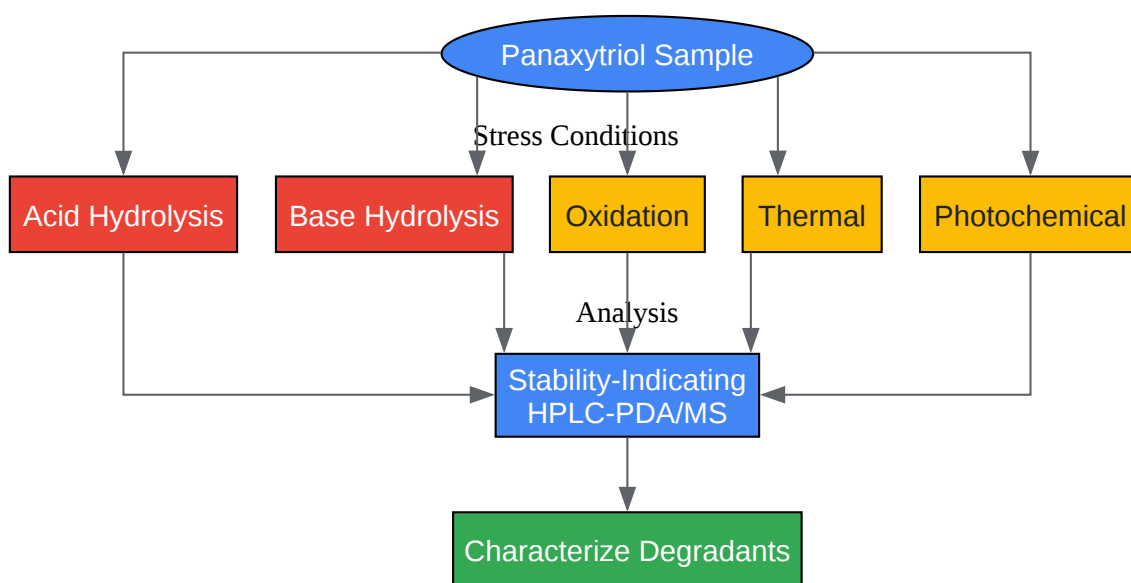 Panaxytriol Sample
Stress Conditions
Acid Hydrolysis
Base Hydrolysis
Oxidation
Thermal
Photochemical
Analysis
Stability-Indicating
HPLC-PDA/MS
Characterize Degradants